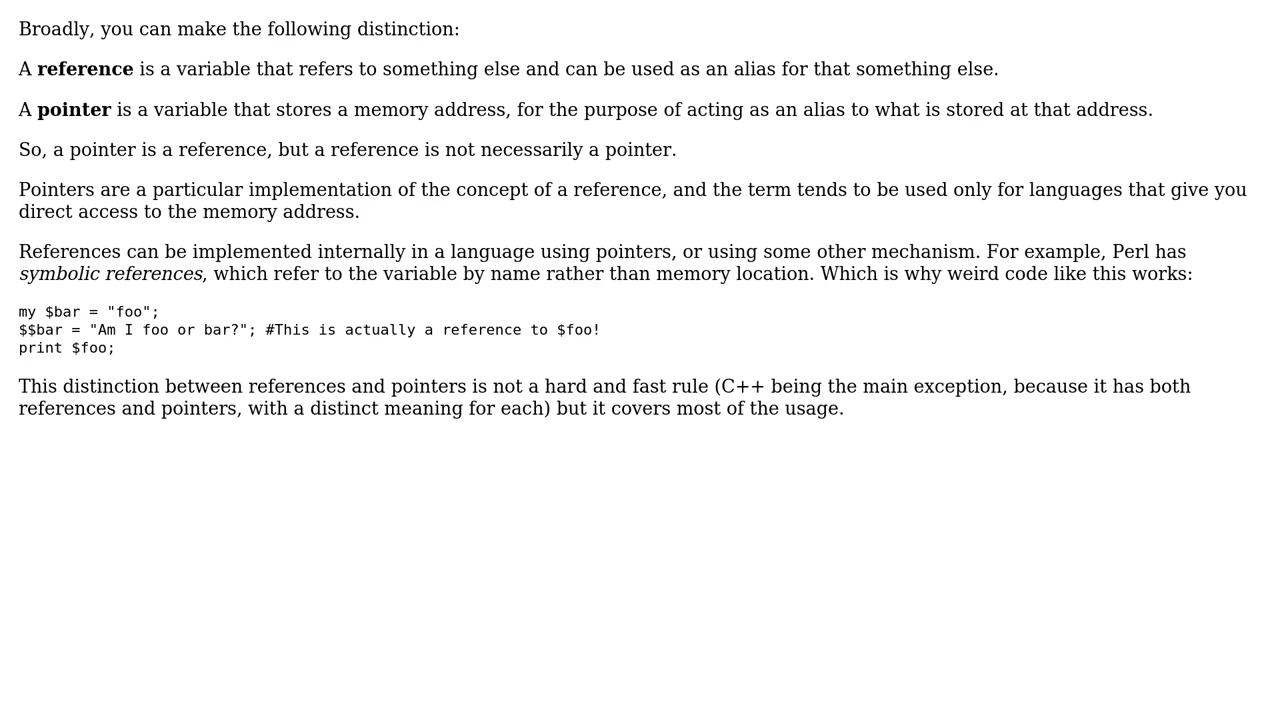 Broadly, you can make the following distinction:
A reference is a variable that refers to something else and can be used as an alias for that something else.
A pointer is a variable that stores a memory address, for the purpose of acting as an alias to what is stored at that address.
So, a pointer is a reference, but a reference is not necessarily a pointer.
Pointers are a particular implementation of the concept of a reference, and the term tends to be used only for languages that give you
direct access to the memory address.
References can be implemented internally in a language using pointers, or using some other mechanism. For example, Perl has
symbolic references, which refer to the variable by name rather than memory location. Which is why weird code like this works:
my $bar = "foo";
$$bar = "Am I foo or bar?"; #This is actually a reference to $foo!
print $foo;
This distinction between references and pointers is not a hard and fast rule (C++ being the main exception, because it has both
references and pointers, with a distinct meaning for each) but it covers most of the usage.